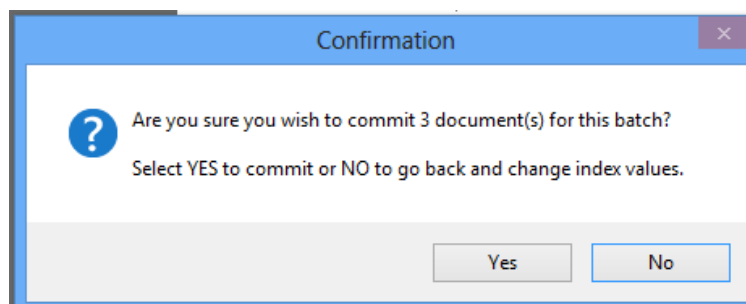 Confirmation
Are you sure you wish to commit 3 document(s) for this batch?
Select YES to commit or NO to go back and change index values.
Yes
No